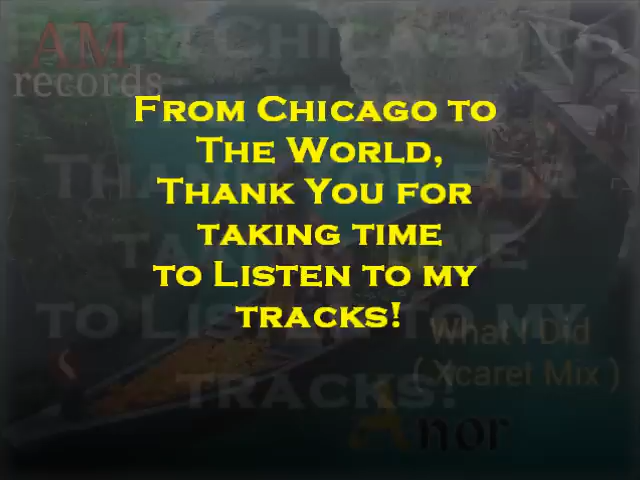 AM
records
From Chicago to
The World,
Thank You for
taking time
to Listen to my
tracks!
What I Did
( Xcaret Mix )
Anor